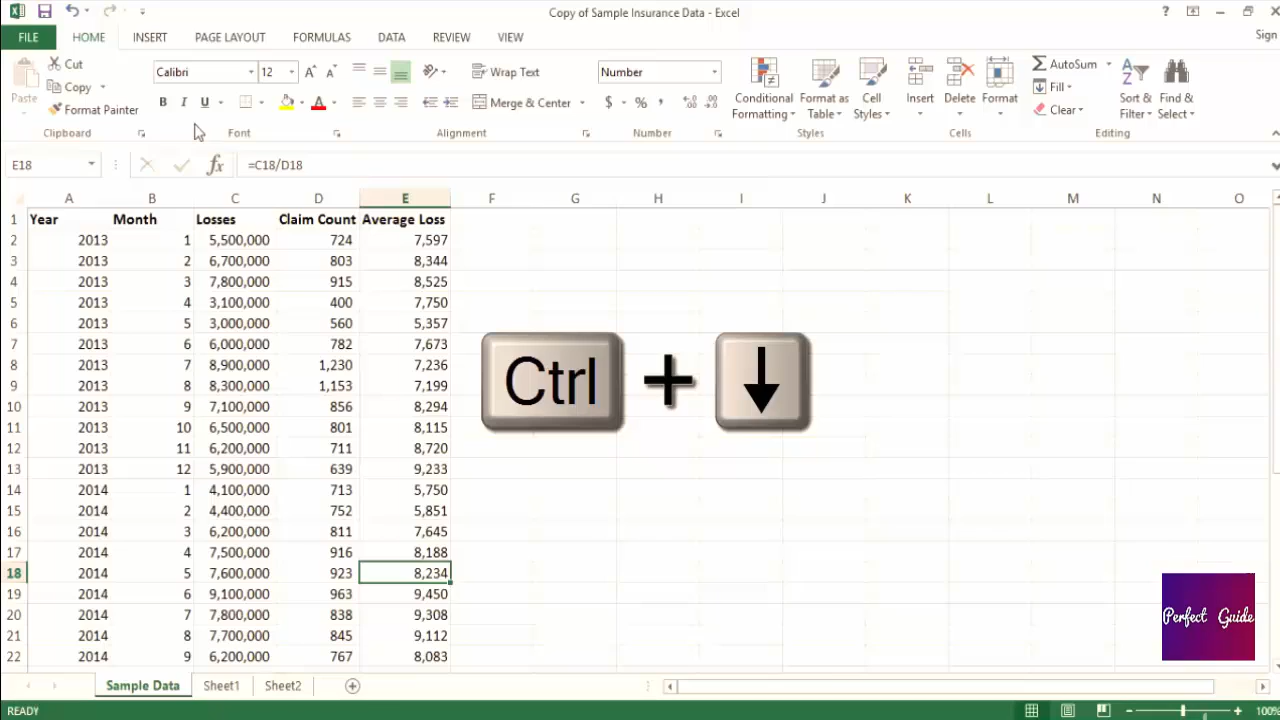 Copy of Sample Insurance Data - Excel
?
FILE HOME INSERT PAGE LAYOUT FORMULAS DATA REVIEW VIEW Sign
Paste
Cut
Copy
Format Painter
Clipboard
Calibri 12
B I U A
Font
Wrap Text
Merge & Center
Alignment
Number
$ % ,
Number
Conditional Formatting
Format as Table
Cell Styles
Styles
Insert Delete Format
Cells
AutoSum
Fill
Clear
Sort & Filter
Find & Select
Editing
E18 fx =C18/D18
A B C D E F G H I J K L M N O
1 Year Month Losses Claim Count Average Loss
2 2013 1 5,500,000 724 7,597
3 2013 2 6,700,000 803 8,344
4 2013 3 7,800,000 915 8,525
5 2013 4 3,100,000 400 7,750
6 2013 5 3,000,000 560 5,357
7 2013 6 6,000,000 782 7,673
8 2013 7 8,900,000 1,230 7,236
9 2013 8 8,300,000 1,153 7,199
10 2013 9 7,100,000 856 8,294
11 2013 10 6,500,000 801 8,115
12 2013 11 6,200,000 711 8,720
13 2013 12 5,900,000 639 9,233
14 2014 1 4,100,000 713 5,750
15 2014 2 4,400,000 752 5,851
16 2014 3 6,200,000 811 7,645
17 2014 4 7,500,000 916 8,188
18 2014 5 7,600,000 923 8,234
19 2014 6 9,100,000 963 9,450
20 2014 7 7,800,000 838 9,308
21 2014 8 7,700,000 845 9,112
22 2014 9 6,200,000 767 8,083
Ctrl + ↓
Perfect Guide
Sample Data Sheet1 Sheet2
READY 100%